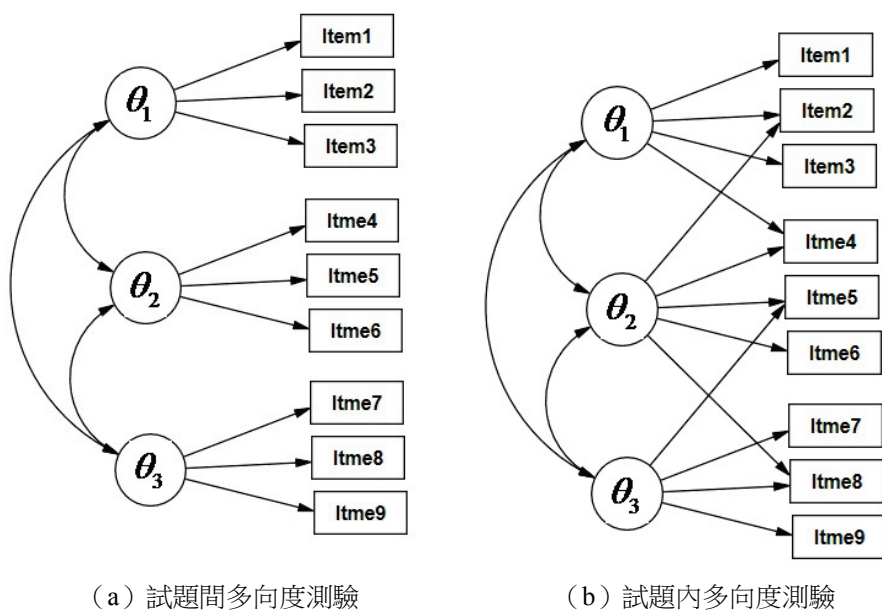 θ1
Item1
Item2
Item3
θ2
Itme4
Itme5
Itme6
θ3
Itme7
Itme8
Itme9
（a）試題間多向度測驗
θ1
Item1
Item2
Item3
θ2
Itme4
Itme5
Itme6
θ3
Itme7
Itme8
Itme9
（b）試題內多向度測驗